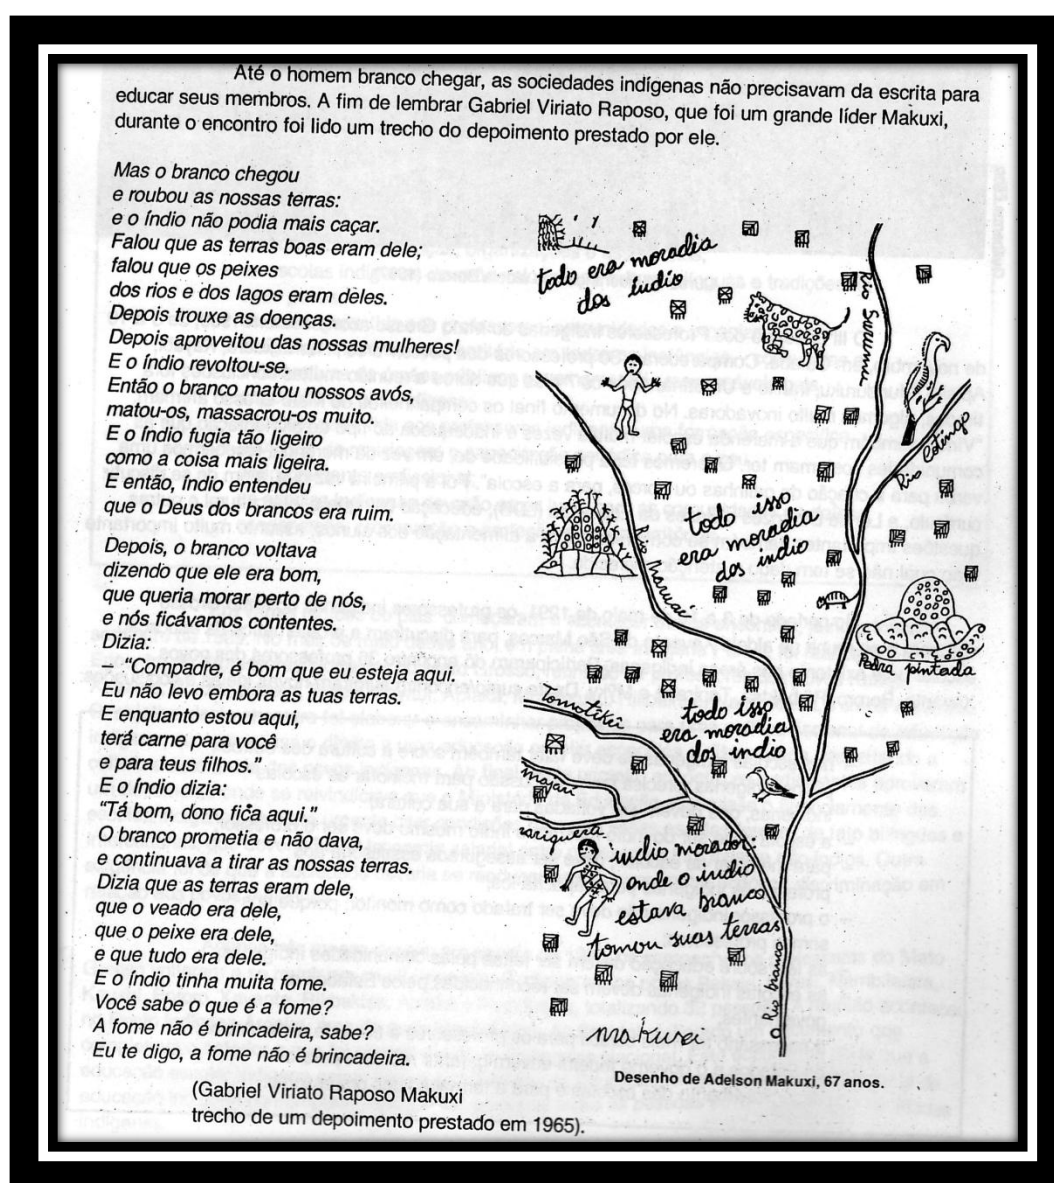 Até o homem branco chegar, as sociedades indígenas não precisavam da escrita para
educar seus membros. A fim de lembrar Gabriel Viriato Raposo, que foi um grande líder Makuxi,
durante o encontro foi lido um trecho do depoimento prestado por ele.
Mas o branco chegou
e roubou as nossas terras:
e o índio não podia mais caçar.
Falou que as terras boas eram dele;
falou que os peixes
dos rios e dos lagos eram deles.
Depois trouxe as doenças.
Depois aproveitou das nossas mulheres!
E o índio revoltou-se.
Então o branco matou nossos avós,
matou-os, massacrou-os muito.
E o índio fugia tão ligeiro
como a coisa mais ligeira.
E então, índio entendeu
que o Deus dos brancos era ruim.
Depois, o branco voltava
dizendo que ele era bom,
que queria morar perto de nós,
e nós ficávamos contentes.
Dizia:
— "Compadre, é bom que eu esteja aqui.
Eu não levo embora as tuas terras.
E enquanto estou aqui,
terá carne para você
e para teus filhos."
E o índio dizia:
"Tá bom, dono fica aqui."
O branco prometia e não dava,
e continuava a tirar as nossas terras.
Dizia que as terras eram dele,
que o veado era dele,
que o peixe era dele,
e que tudo era dele.
E o índio tinha muita fome.
Você sabe o que é a fome?
A fome não é brincadeira, sabe?
Eu te digo, a fome não é brincadeira.
(Gabriel Viriato Raposo Makuxi
trecho de um depoimento prestado em 1965).
todo era moradia
dos indio
Rio Surumu
Rio Cotingo
todo isso
era moradia
dos indio
Maruai
Pedra pintada
todo isso
era moradia
dos indio
majari
indio morador
onde o indio
estava
tomou suas terras
Rio branco
makuxi
Desenho de Adelson Makuxi, 67 anos.